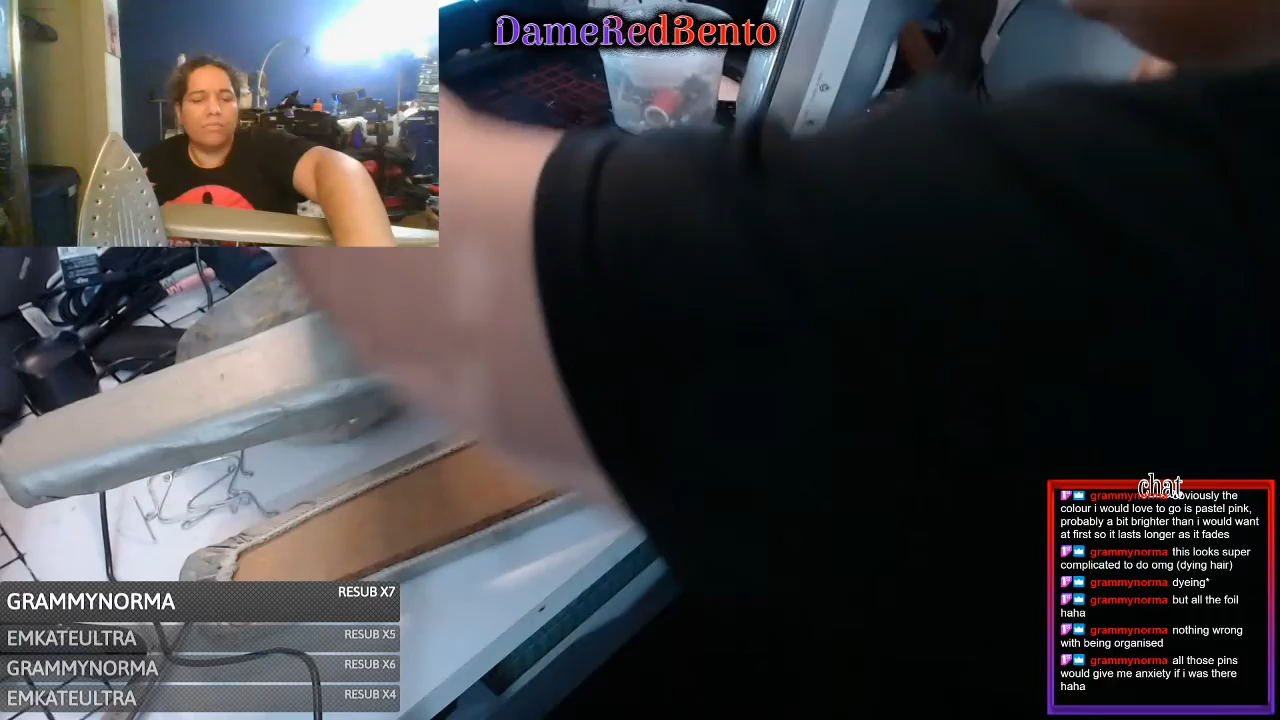 DameRedBento
chat
grammynorma obviously the
colour i would love to go is pastel pink,
probably a bit brighter than i would want
at first so it lasts longer as it fades
grammynorma this looks super
complicated to do omg (dying hair)
grammynorma dyeing*
grammynorma but all the foil
haha
grammynorma nothing wrong
with being organised
grammynorma all those pins
would give me anxiety if i was there
haha
GRAMMYNORMA RESUB X7
EMKATEULTRA RESUB X5
GRAMMYNORMA RESUB X6
EMKATEULTRA RESUB X4